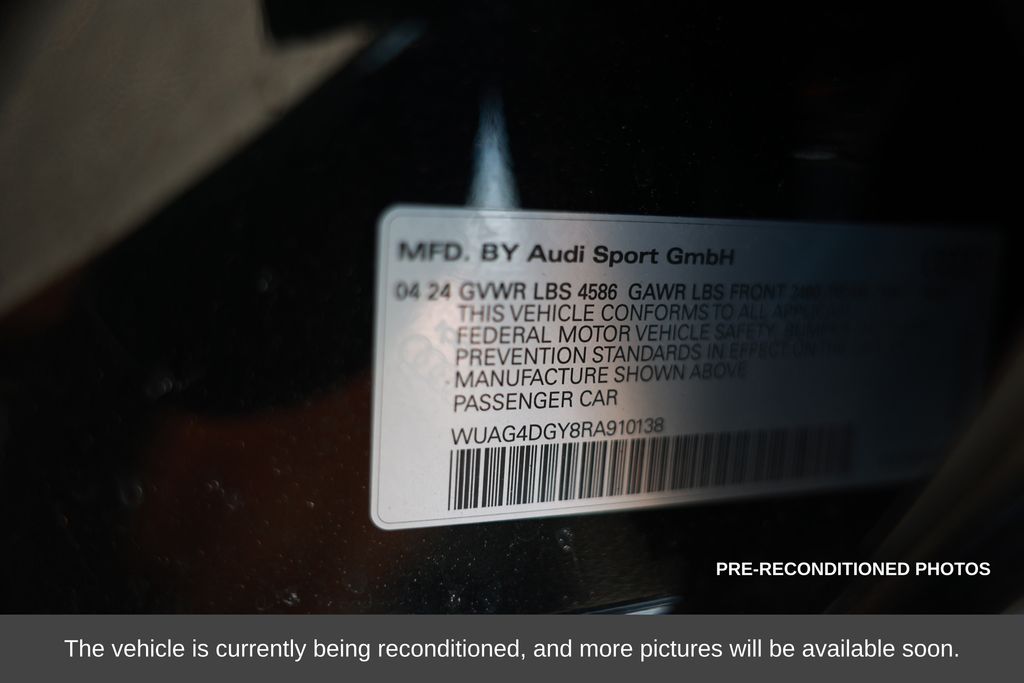 MFD. BY Audi Sport GmbH
04 24 GVWR LBS 4586 GAWR LBS FRONT
THIS VEHICLE CONFORMS TO ALL
FEDERAL MOTOR VEHICLE SAFETY,
PREVENTION STANDARDS IN EFFECT ON THE
MANUFACTURE SHOWN ABOVE
PASSENGER CAR
WUAG4DGY8RA910138
PRE-RECONDITIONED PHOTOS
The vehicle is currently being reconditioned, and more pictures will be available soon.